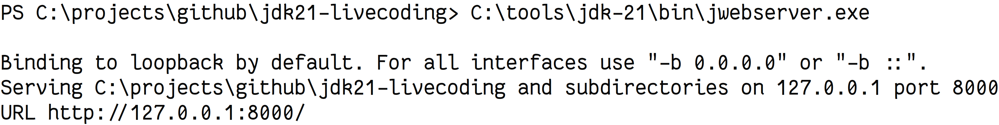 PS C:\projects\github\jdk21-livecoding> C:\tools\jdk-21\bin\jwebserver.exe
Binding to loopback by default. For all interfaces use "-b 0.0.0.0" or "-b ::".
Serving C:\projects\github\jdk21-livecoding and subdirectories on 127.0.0.1 port 8000
URL http://127.0.0.1:8000/